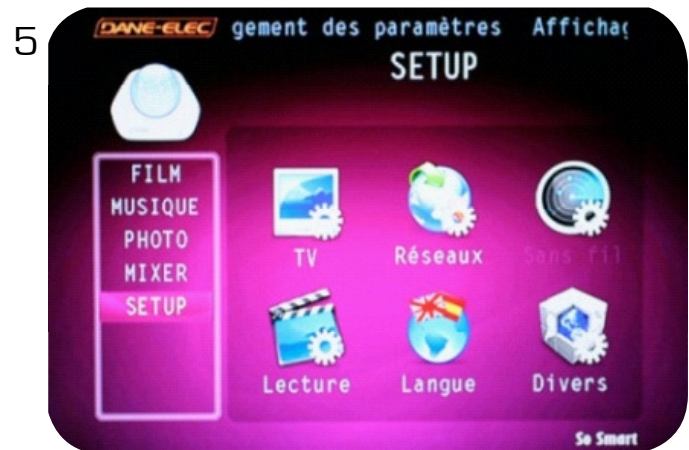 5
DANE-ELEC gement des paramètres Affichag
SETUP
FILM
MUSIQUE
PHOTO
MIXER
SETUP
TV Réseaux Sans fil
Lecture Langue Divers
So Smart